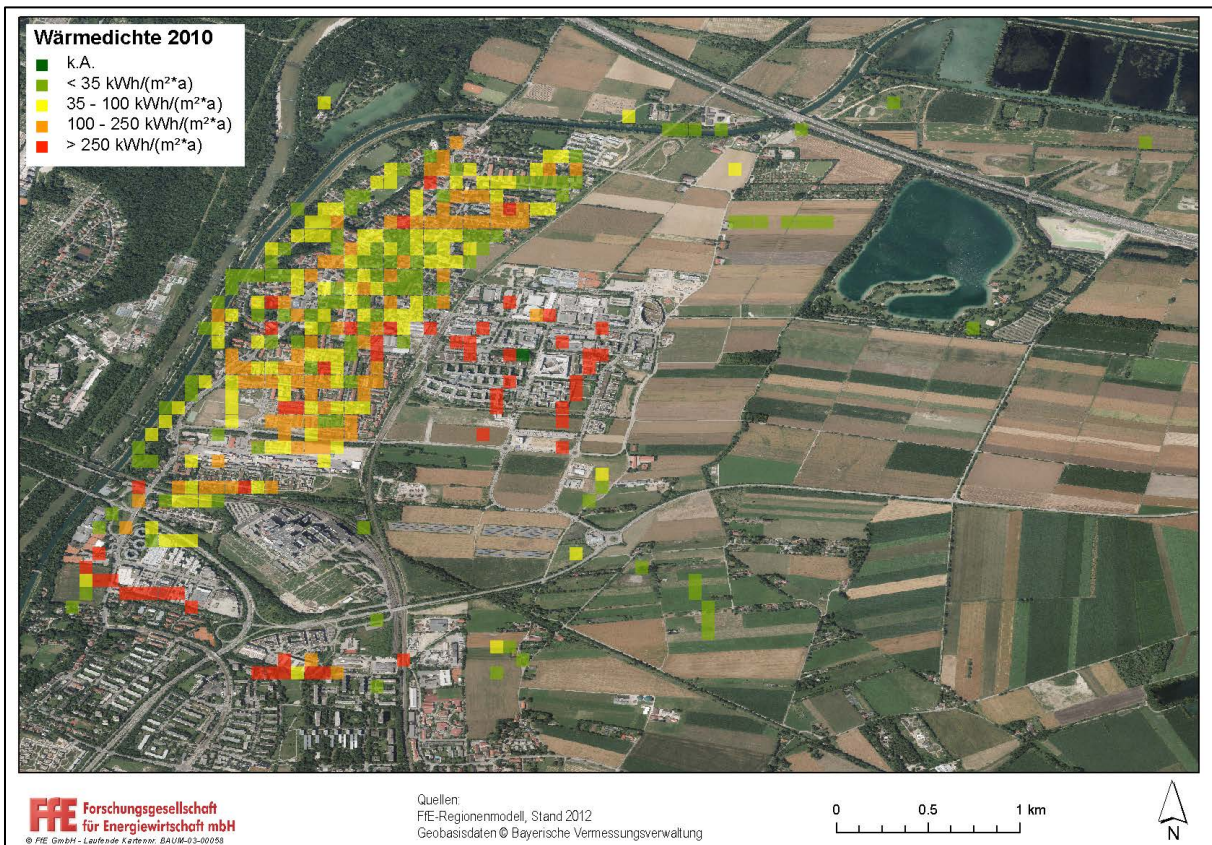 Wärmedichte 2010
k.A.
< 35 kWh/(m²*a)
35 - 100 kWh/(m²*a)
100 - 250 kWh/(m²*a)
> 250 kWh/(m²*a)
FfE Forschungsgesellschaft
für Energiewirtschaft mbH
© FfE GmbH - Laufende Kartennr. BAUM-03-00058
Quellen:
FfE-Regionenmodell, Stand 2012
Geobasisdaten © Bayerische Vermessungsverwaltung
0 0.5 1 km
N